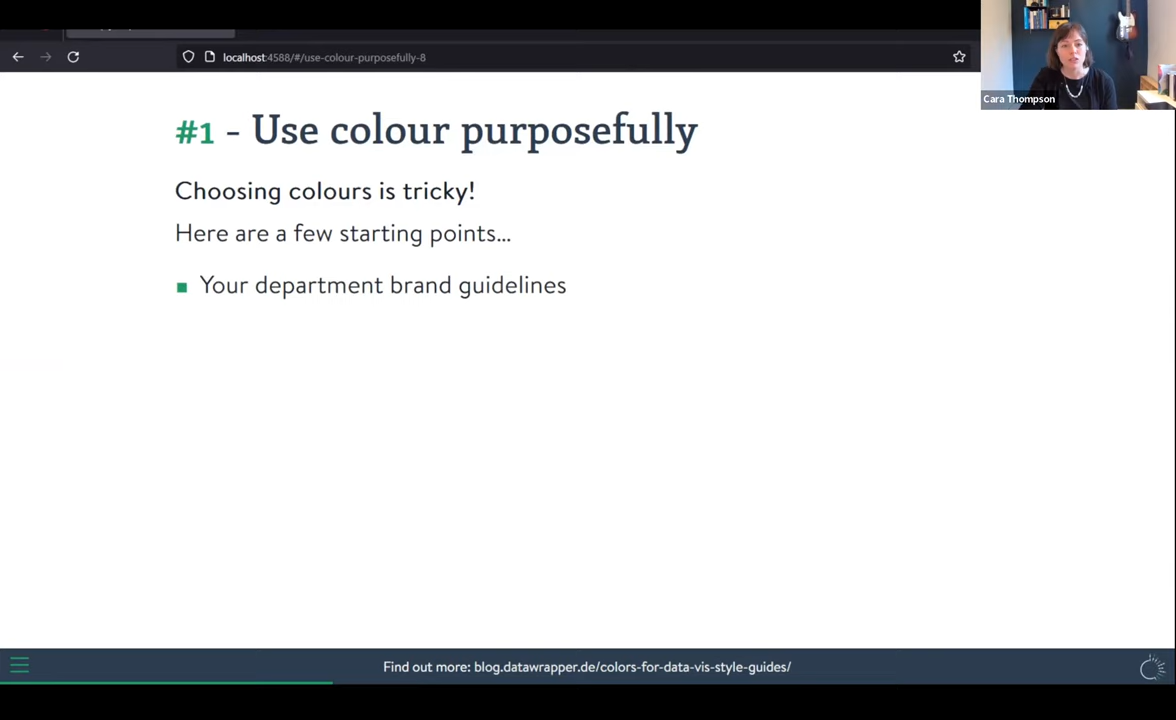 localhost:4588/#/use-colour-purposefully-8
Cara Thompson
#1 - Use colour purposefully
Choosing colours is tricky!
Here are a few starting points...
Your department brand guidelines
Find out more: blog.datawrapper.de/colors-for-data-vis-style-guides/